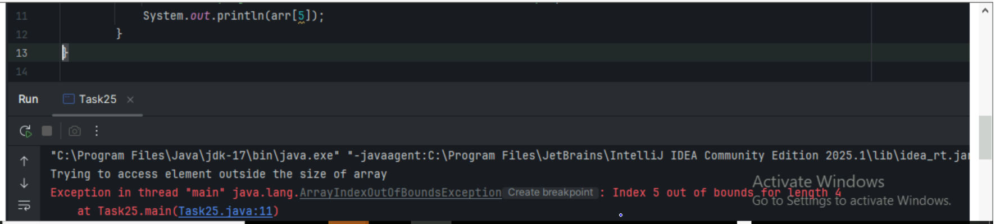 11 System.out.println(arr[5]);
12 }
13 }
14
Run Task25
"C:\Program Files\Java\jdk-17\bin\java.exe" "-javaagent:C:\Program Files\JetBrains\IntelliJ IDEA Community Edition 2025.1\lib\idea_rt.jar
Trying to access element outside the size of array
Exception in thread "main" java.lang.ArrayIndexOutOfBoundsException Create breakpoint : Index 5 out of bounds for length 4
at Task25.main(Task25.java:11)
Activate Windows
Go to Settings to activate Windows.